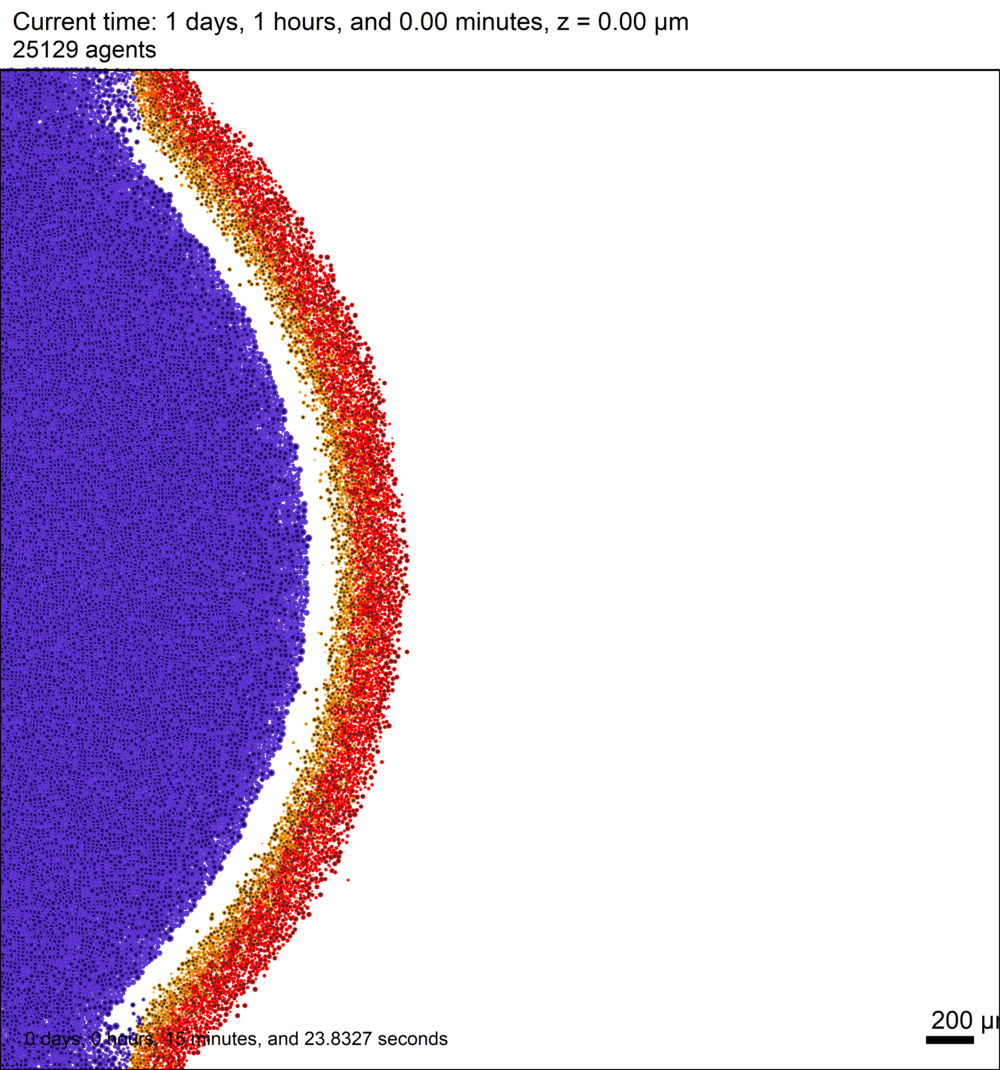 Current time: 1 days, 1 hours, and 0.00 minutes, z = 0.00 μm
25129 agents
200
0 days, 0 hours, 15 minutes, and 23.8327 seconds